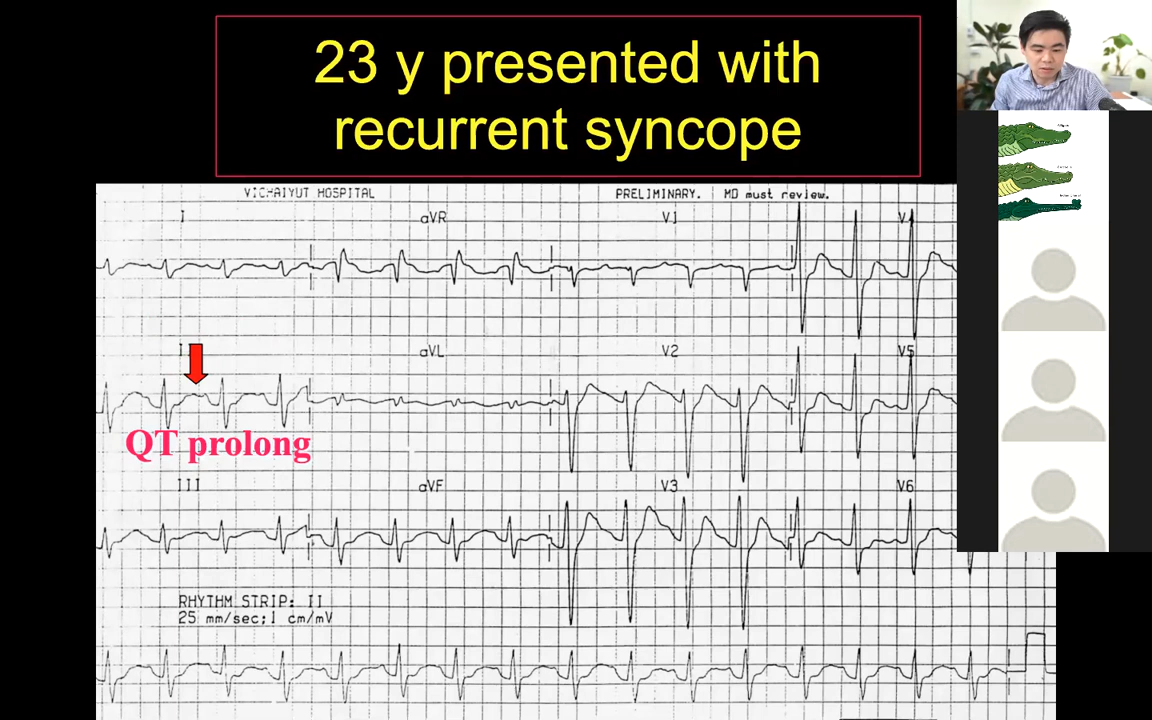 23 y presented with
recurrent syncope
VICHAIYUT HOSPITAL
PRELIMINARY.
MD must review.
I
aVR
V1
V4
aVL
V2
V5
QT prolong
III
aVF
V3
V6
RHYTHM STRIP: II
25 mm/sec;1 cm/mV